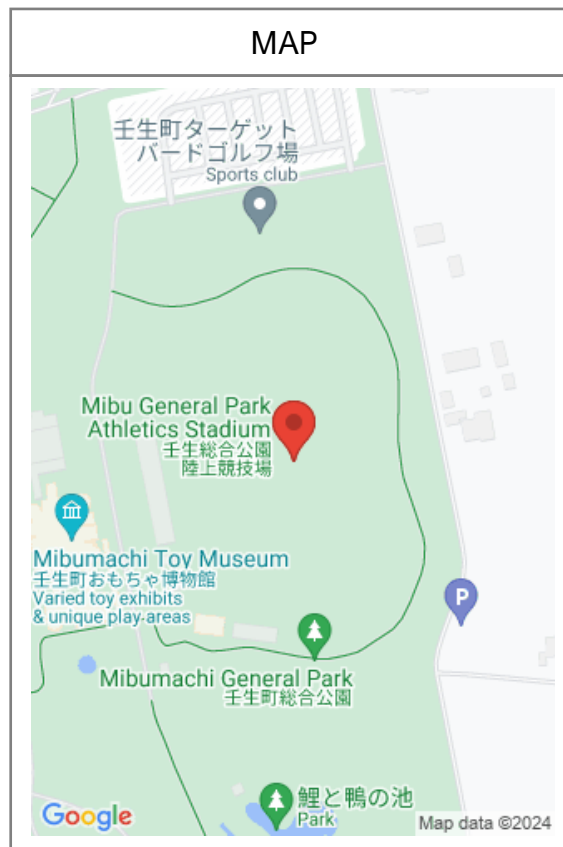 MAP
壬生町ターゲット
バードゴルフ場
Sports club
Mibu General Park
Athletics Stadium
壬生総合公園
陸上競技場
Mibumachi Toy Museum
壬生町おもちゃ博物館
Varied toy exhibits
& unique play areas
P
Mibumachi General Park
壬生町総合公園
鯉と鴨の池
Park
Google
Map data ©2024